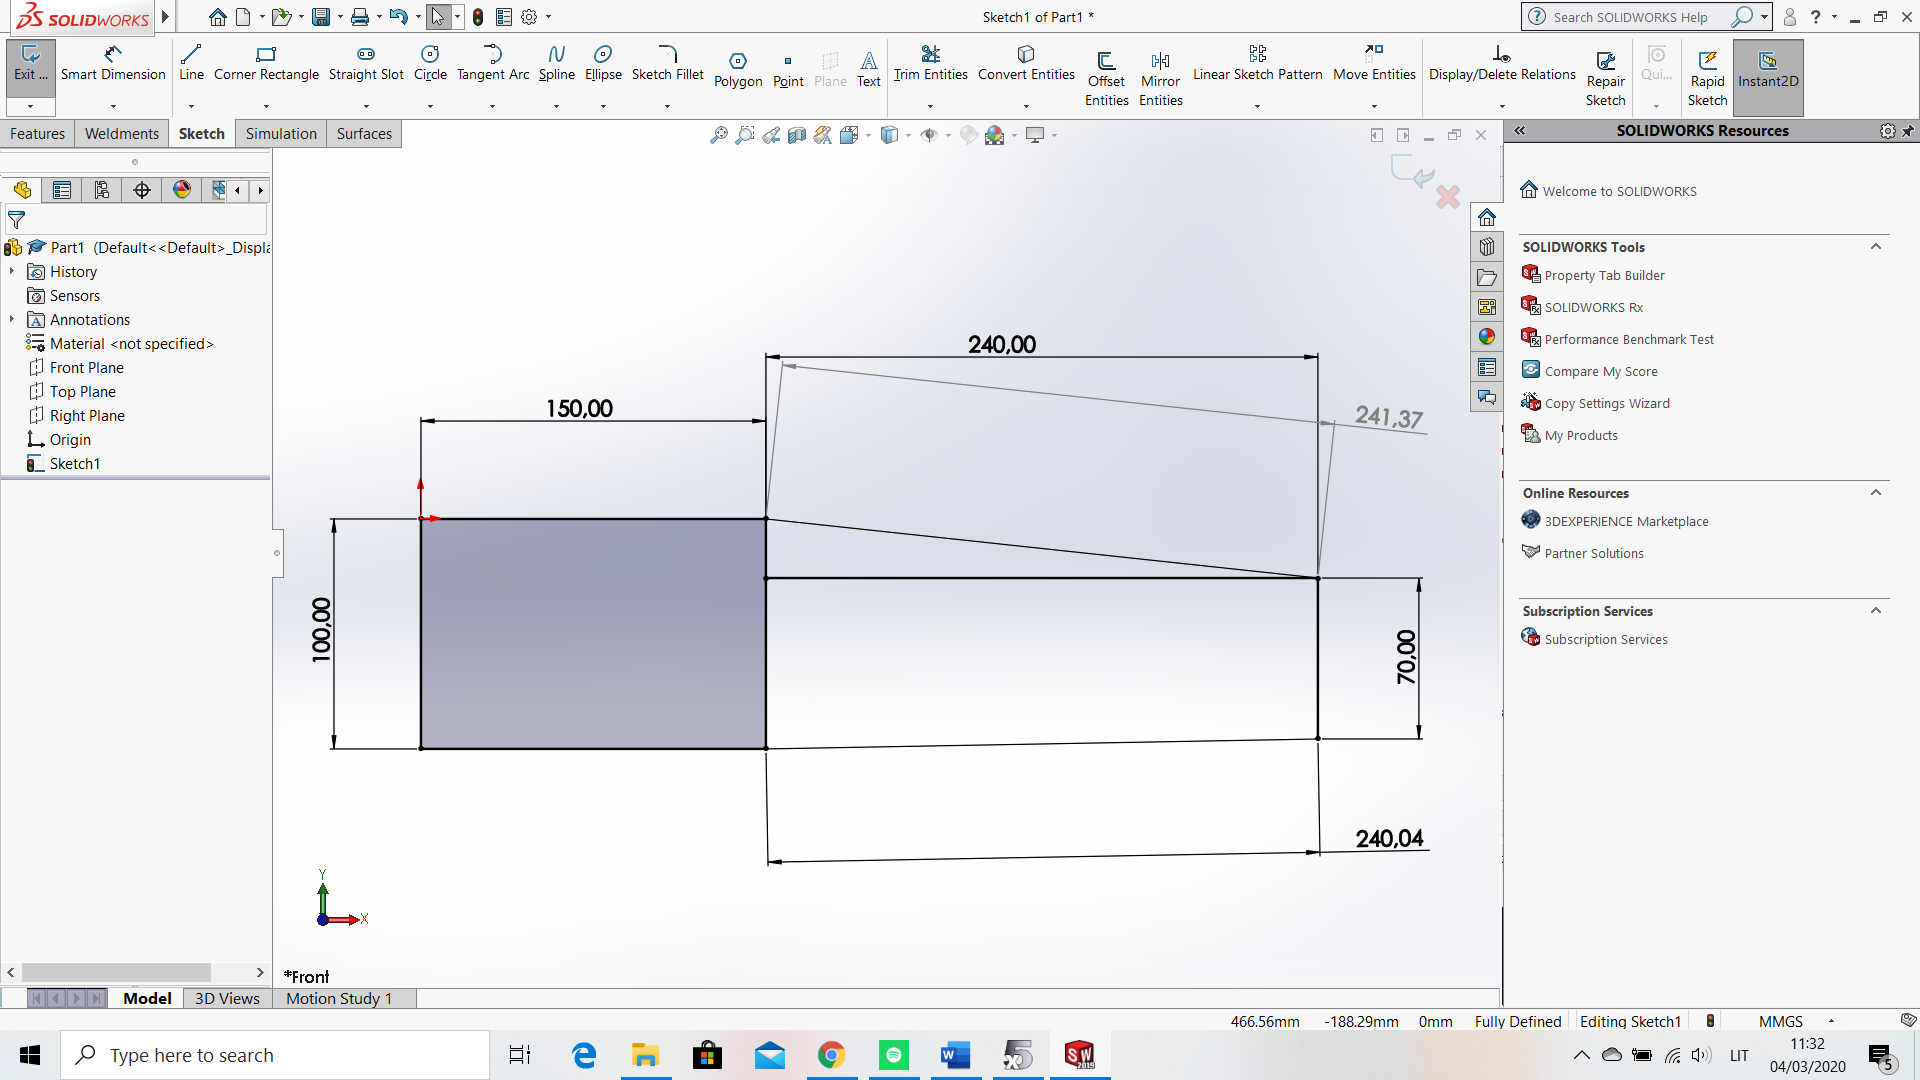 SOLIDWORKS
Sketch1 of Part1 *
Search SOLIDWORKS Help
Exit ...
Smart Dimension
Line
Corner Rectangle
Straight Slot
Circle
Tangent Arc
Spline
Ellipse
Sketch Fillet
Polygon
Point
Plane
Text
Trim Entities
Convert Entities
Offset
Entities
Mirror
Entities
Linear Sketch Pattern
Move Entities
Display/Delete Relations
Repair
Sketch
Qui...
Rapid
Sketch
Instant2D
Features
Weldments
Sketch
Simulation
Surfaces
SOLIDWORKS Resources
Part1 (Default<<Default>_Displa
History
Sensors
Annotations
Material <not specified>
Front Plane
Top Plane
Right Plane
Origin
Sketch1
240,00
150,00
241,37
100,00
70,00
240,04
Y
X
*Front
Welcome to SOLIDWORKS
SOLIDWORKS Tools
Property Tab Builder
SOLIDWORKS Rx
Performance Benchmark Test
Compare My Score
Copy Settings Wizard
My Products
Online Resources
3DEXPERIENCE Marketplace
Partner Solutions
Subscription Services
Subscription Services
Model
3D Views
Motion Study 1
466.56mm
-188.29mm
0mm
Fully Defined
Editing Sketch1
MMGS
Type here to search
LIT
11:32
04/03/2020
5